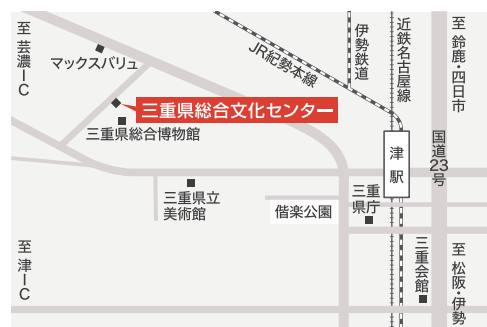 至 芸濃IC
マックスバリュ
JR紀勢本線
伊勢鉄道
近鉄名古屋線
至 鈴鹿・四日市
三重県総合文化センター
三重県総合博物館
国道23号
津駅
三重県立
美術館
偕楽公園
三重
県庁
至 津IC
三重会館
至 松阪・伊勢